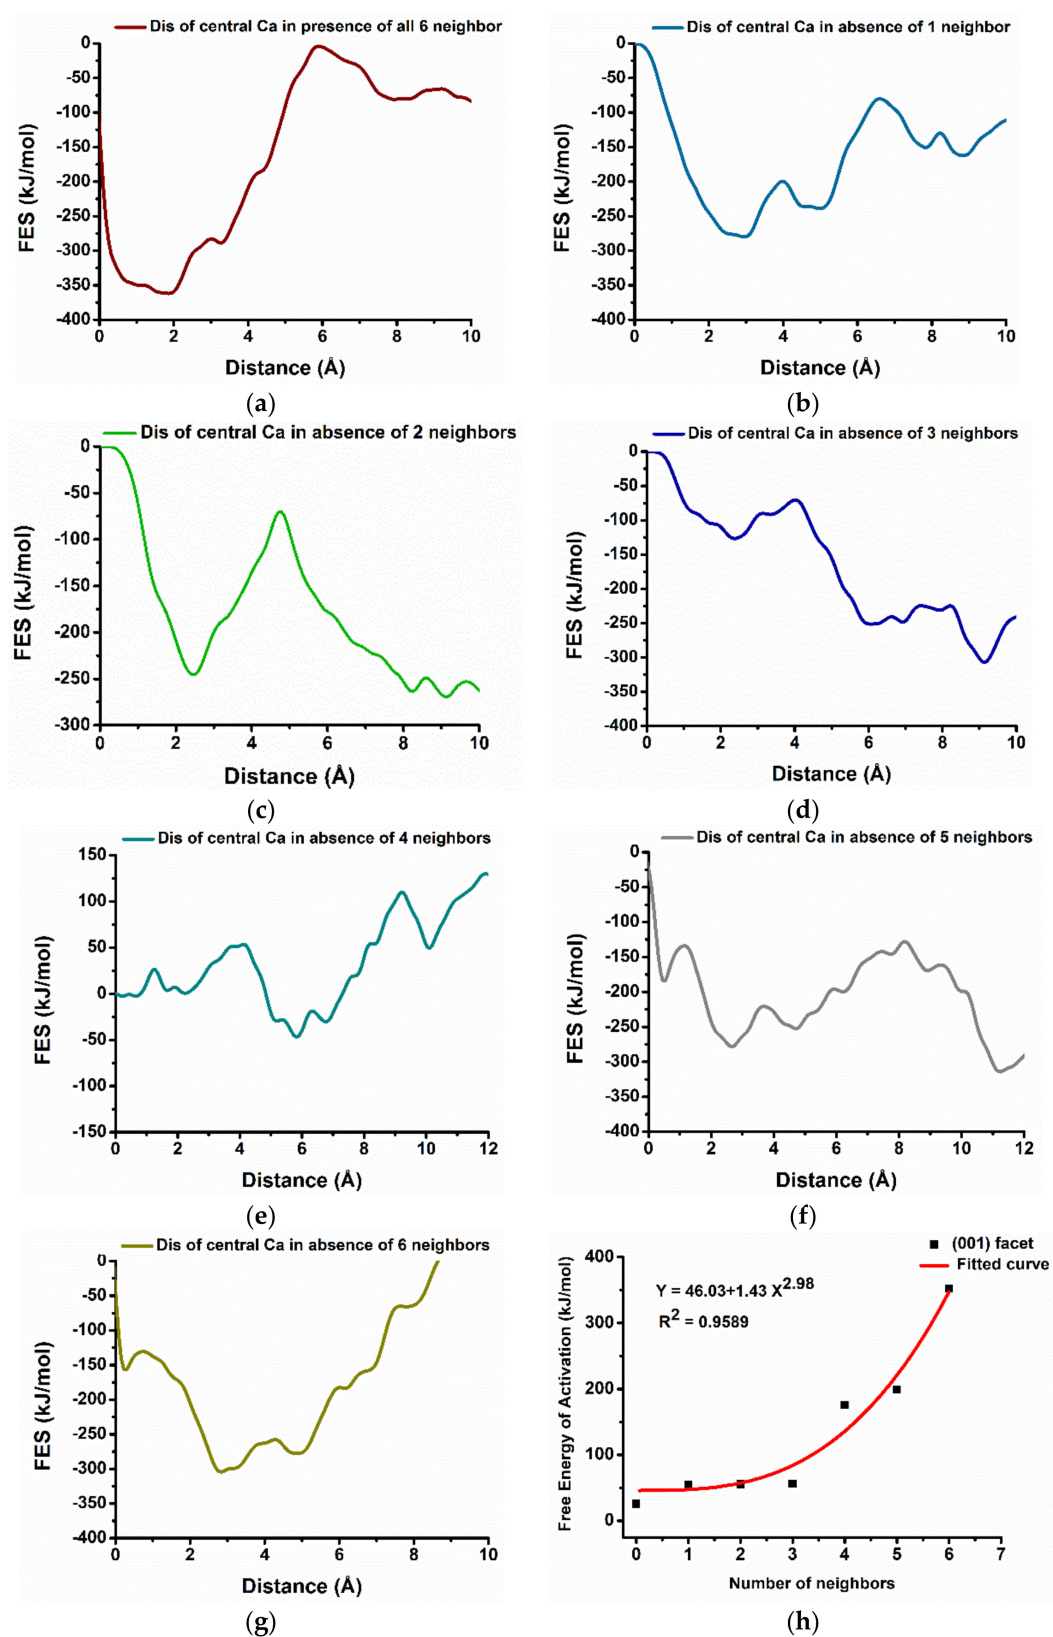 Dis of central Ca in presence of all 6 neighbor
0
-50
-100
-150
-200
-250
-300
-350
-400
FES (kJ/mol)
0 2 4 6 8 10
Distance (Å)
(a)
Dis of central Ca in absence of 1 neighbor
0
-50
-100
-150
-200
-250
-300
-350
-400
FES (kJ/mol)
0 2 4 6 8 10
Distance (Å)
(b)
Dis of central Ca in absence of 2 neighbors
0
-50
-100
-150
-200
-250
-300
FES (kJ/mol)
0 2 4 6 8 10
Distance (Å)
(c)
Dis of central Ca in absence of 3 neighbors
0
-50
-100
-150
-200
-250
-300
-350
-400
FES (kJ/mol)
0 2 4 6 8 10
Distance (Å)
(d)
Dis of central Ca in absence of 4 neighbors
150
100
50
0
-50
-100
-150
FES (kJ/mol)
0 2 4 6 8 10 12
Distance (Å)
(e)
Dis of central Ca in absence of 5 neighbors
0
-50
-100
-150
-200
-250
-300
-350
-400
FES (kJ/mol)
0 2 4 6 8 10 12
Distance (Å)
(f)
Dis of central Ca in absence of 6 neighbors
0
-50
-100
-150
-200
-250
-300
-350
-400
FES (kJ/mol)
0 2 4 6 8 10
Distance (Å)
(g)
(001) facet
Fitted curve
Y = 46.03+1.43 X^2.98
R^2 = 0.9589
400
300
200
100
0
Free Energy of Activation (kJ/mol)
0 1 2 3 4 5 6 7
Number of neighbors
(h)